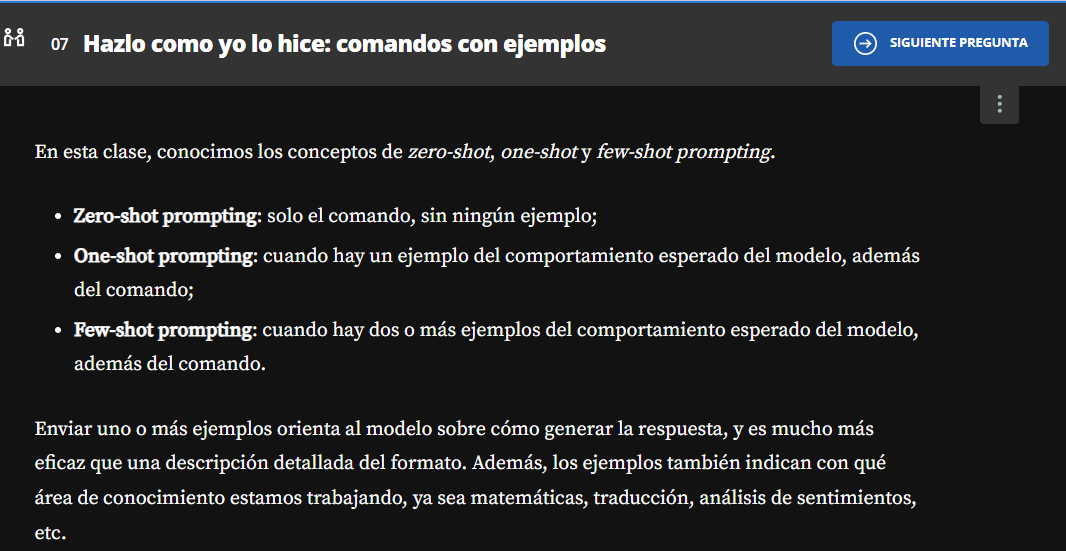 07 Hazlo como yo lo hice: comandos con ejemplos
SIGUIENTE PREGUNTA
En esta clase, conocimos los conceptos de zero-shot, one-shot y few-shot prompting.
• Zero-shot prompting: solo el comando, sin ningún ejemplo;
• One-shot prompting: cuando hay un ejemplo del comportamiento esperado del modelo, además
del comando;
• Few-shot prompting: cuando hay dos o más ejemplos del comportamiento esperado del modelo,
además del comando.
Enviar uno o más ejemplos orienta al modelo sobre cómo generar la respuesta, y es mucho más
eficaz que una descripción detallada del formato. Además, los ejemplos también indican con qué
área de conocimiento estamos trabajando, ya sea matemáticas, traducción, análisis de sentimientos,
etc.